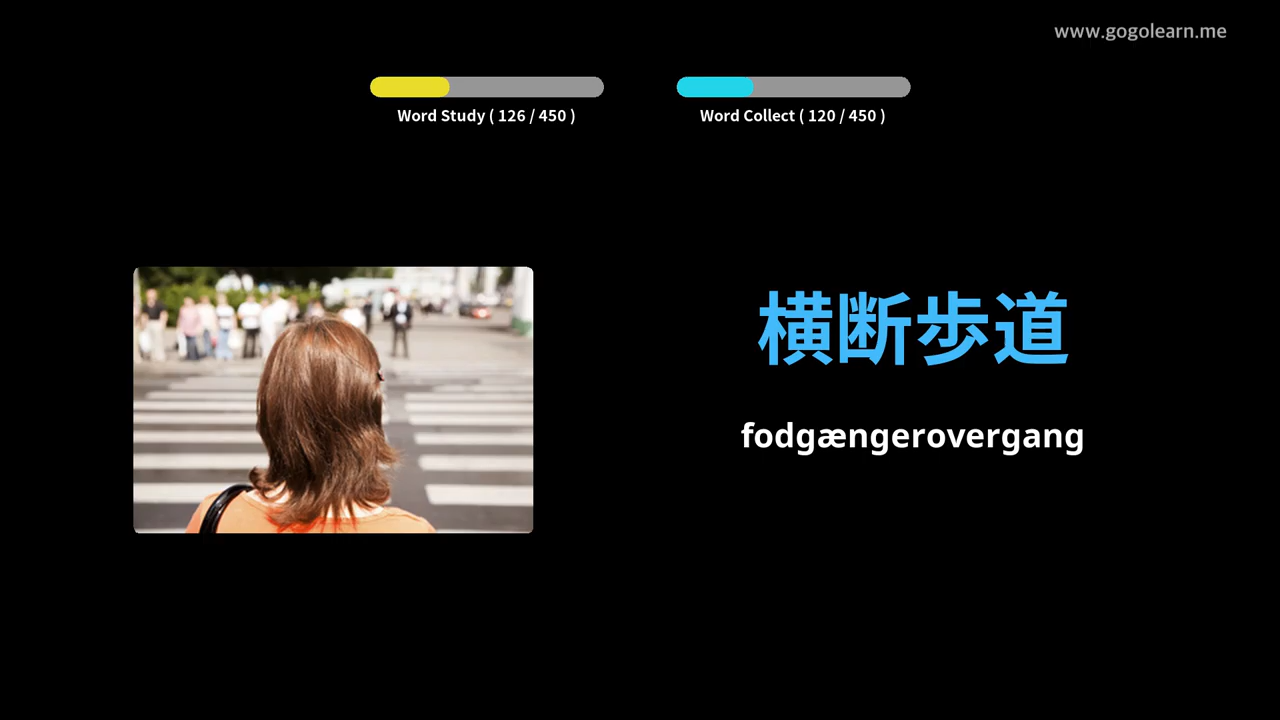 www.gogolearn.me
Word Study ( 126 / 450 )
Word Collect ( 120 / 450 )
横断歩道
fodgængerovergang